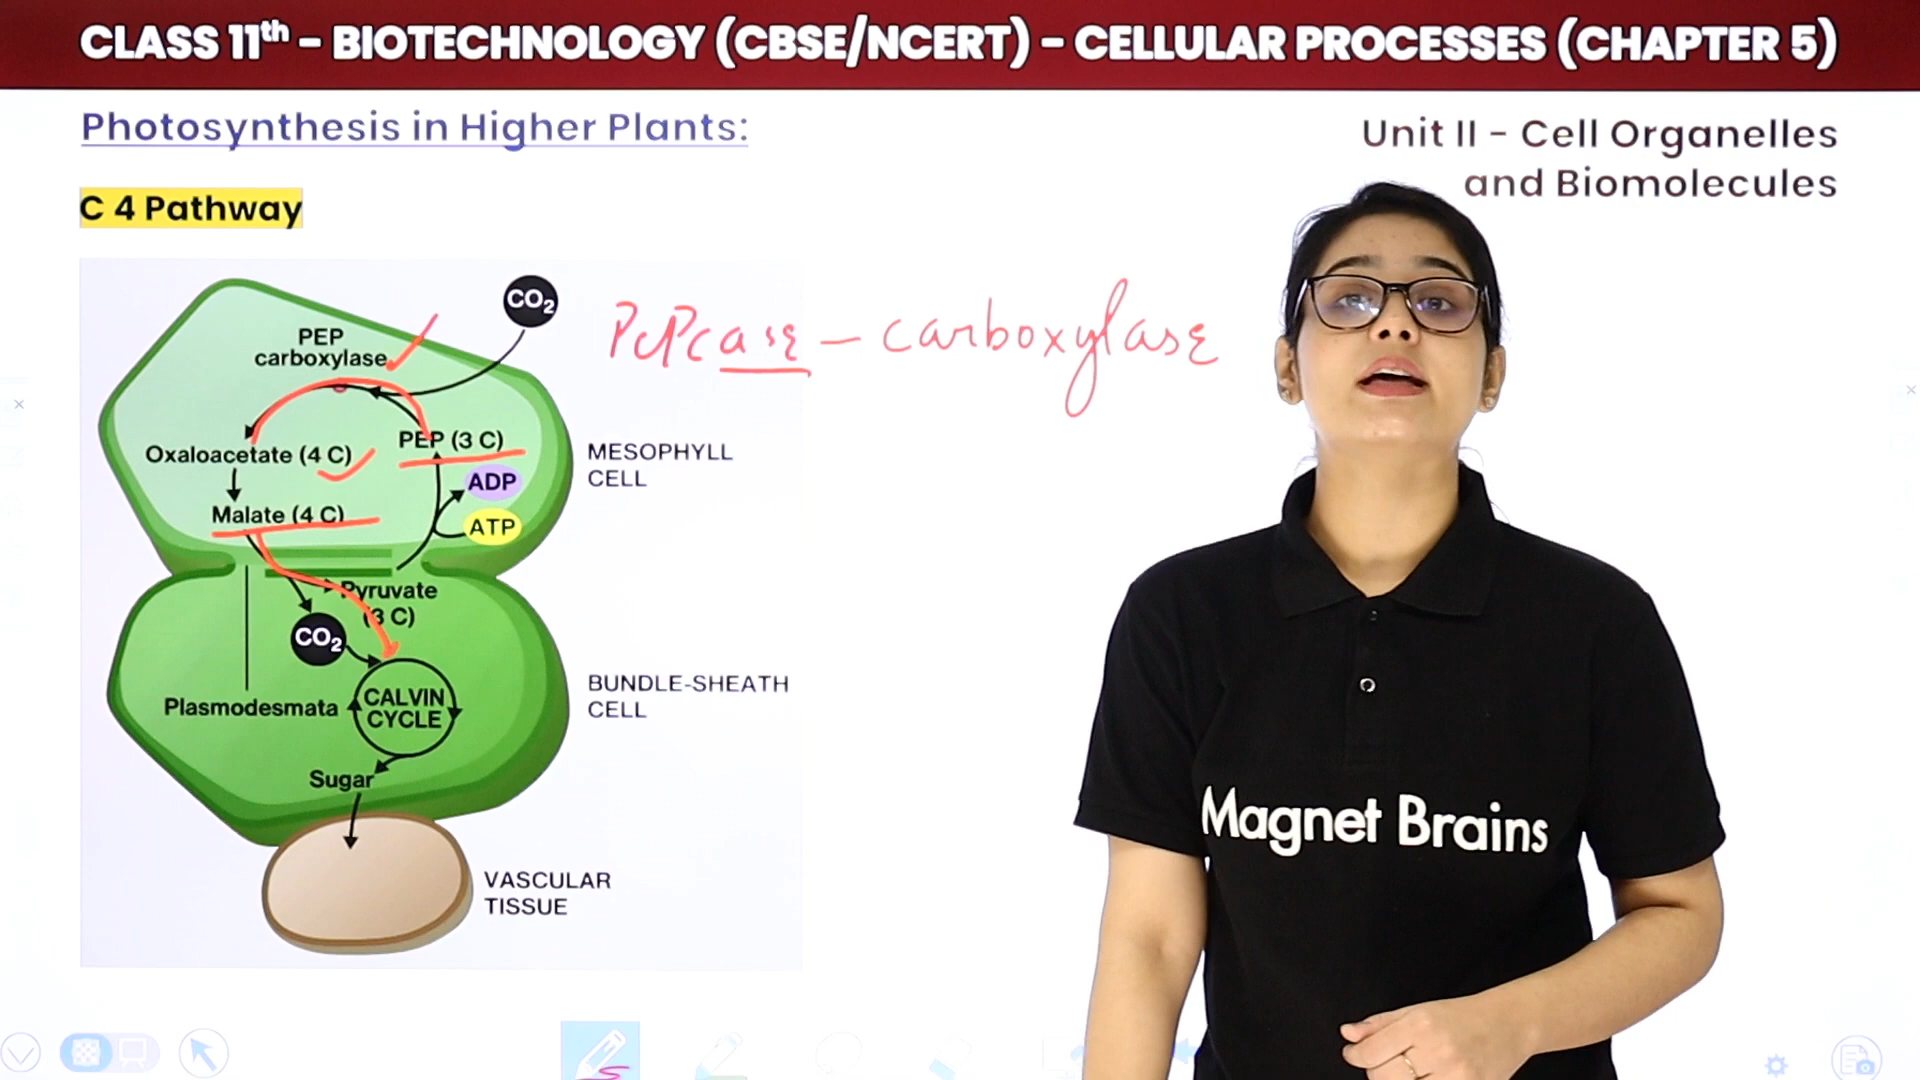 CLASS 11th - BIOTECHNOLOGY (CBSE/NCERT) - CELLULAR PROCESSES (CHAPTER 5)
Photosynthesis in Higher Plants:
Unit II - Cell Organelles
and Biomolecules
C 4 Pathway
CO2
PEP
carboxylase
PEPcase - carboxylase
PEP (3 C)
Oxaloacetate (4 C)
MESOPHYLL
CELL
ADP
Malate (4 C)
ATP
Pyruvate
(3 C)
CO2
BUNDLE-SHEATH
CELL
Plasmodesmata
CALVIN
CYCLE
Sugar
VASCULAR
TISSUE
Magnet Brains